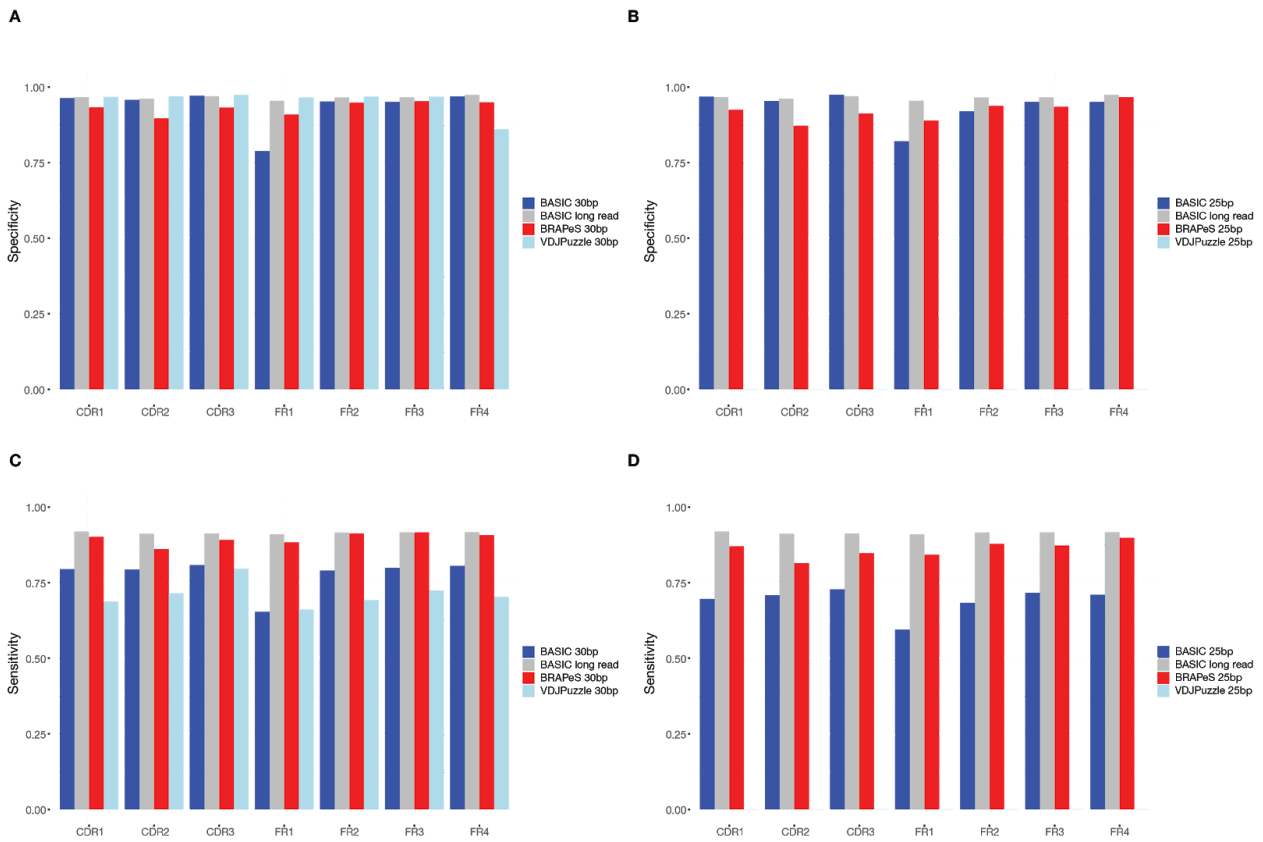 A
Specificity
1.00
0.75
0.50
0.25
0.00
CDR1 CDR2 CDR3 FR1 FR2 FR3 FR4
BASIC 30bp
BASIC long read
BRAPeS 30bp
VDJPuzzle 30bp
B
Specificity
1.00
0.75
0.50
0.25
0.00
CDR1 CDR2 CDR3 FR1 FR2 FR3 FR4
BASIC 25bp
BASIC long read
BRAPeS 25bp
VDJPuzzle 25bp
C
Sensitivity
1.00
0.75
0.50
0.25
0.00
CDR1 CDR2 CDR3 FR1 FR2 FR3 FR4
BASIC 30bp
BASIC long read
BRAPeS 30bp
VDJPuzzle 30bp
D
Sensitivity
1.00
0.75
0.50
0.25
0.00
CDR1 CDR2 CDR3 FR1 FR2 FR3 FR4
BASIC 25bp
BASIC long read
BRAPeS 25bp
VDJPuzzle 25bp